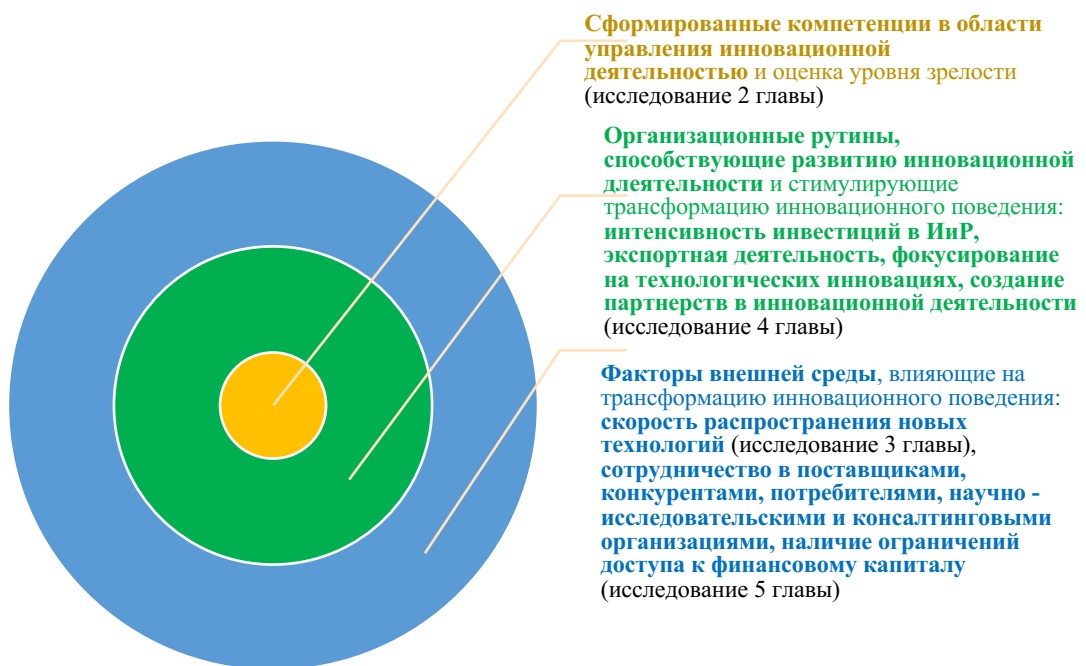 Сформированные компетенции в области
управления инновационной
деятельностью и оценка уровня зрелости
(исследование 2 главы)
Организационные рутины,
способствующие развитию инновационной
длеятельности и стимулирующие
трансформацию инновационного поведения:
интенсивность инвестиций в ИиР,
экспортная деятельность, фокусирование
на технологических инновациях, создание
партнерств в инновационной деятельности
(исследование 4 главы)
Факторы внешней среды, влияющие на
трансформацию инновационного поведения:
скорость распространения новых
технологий (исследование 3 главы),
сотрудничество в поставщиками,
конкурентами, потребителями, научно -
исследовательскими и консалтинговыми
организациями, наличие ограничений
доступа к финансовому капиталу
(исследование 5 главы)